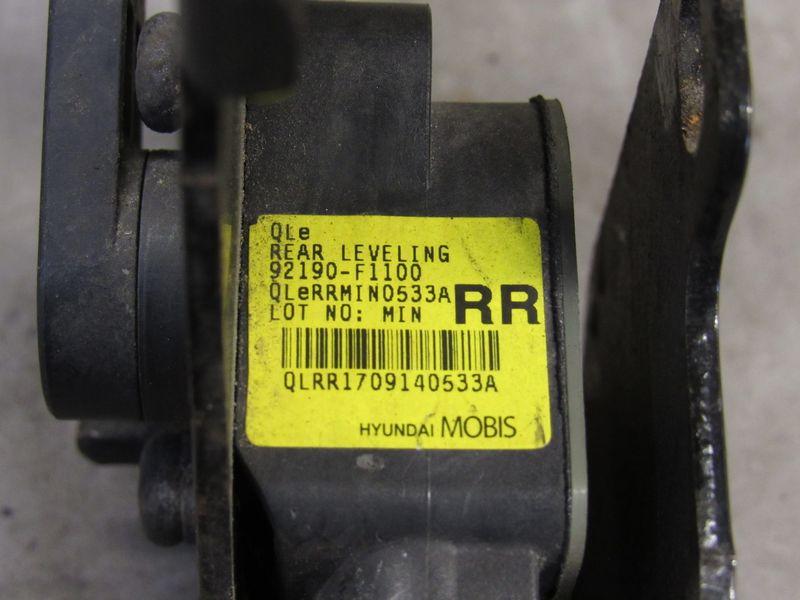 QLe
REAR LEVELING
92190-F1100
QLeRRMIN0533A RR
LOT NO: MIN
QLRR1709140533A
HYUNDAI MOBIS